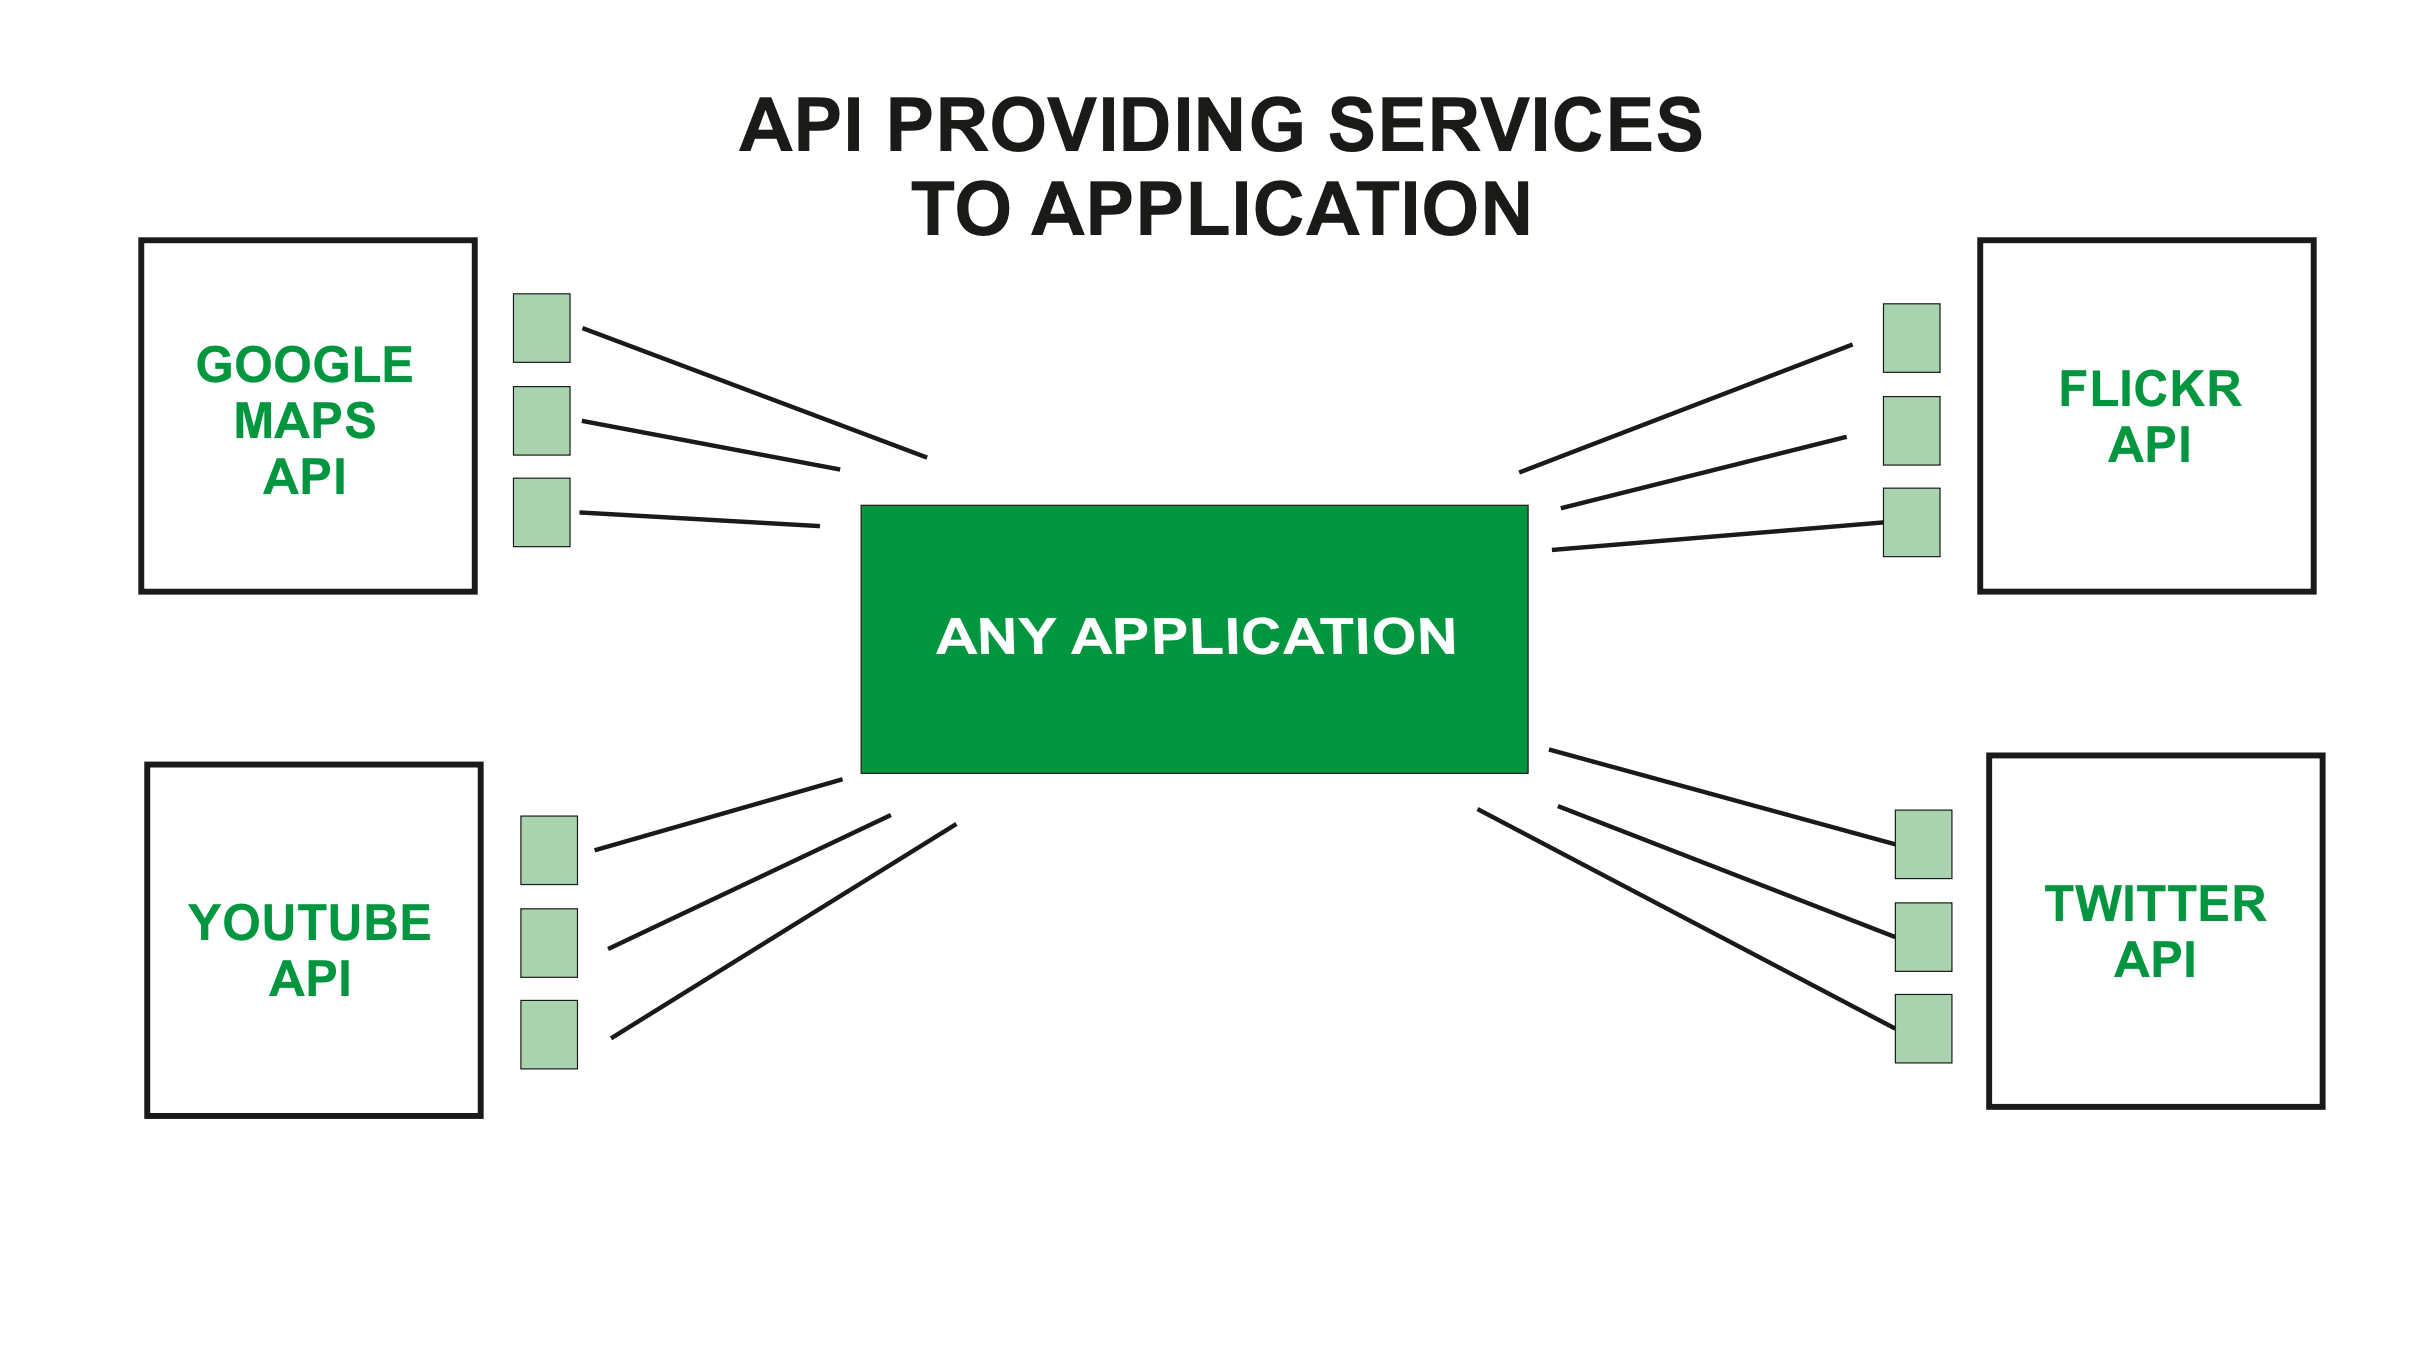 API PROVIDING SERVICES
TO APPLICATION
GOOGLE
MAPS
API
FLICKR
API
ANY APPLICATION
YOUTUBE
API
TWITTER
API